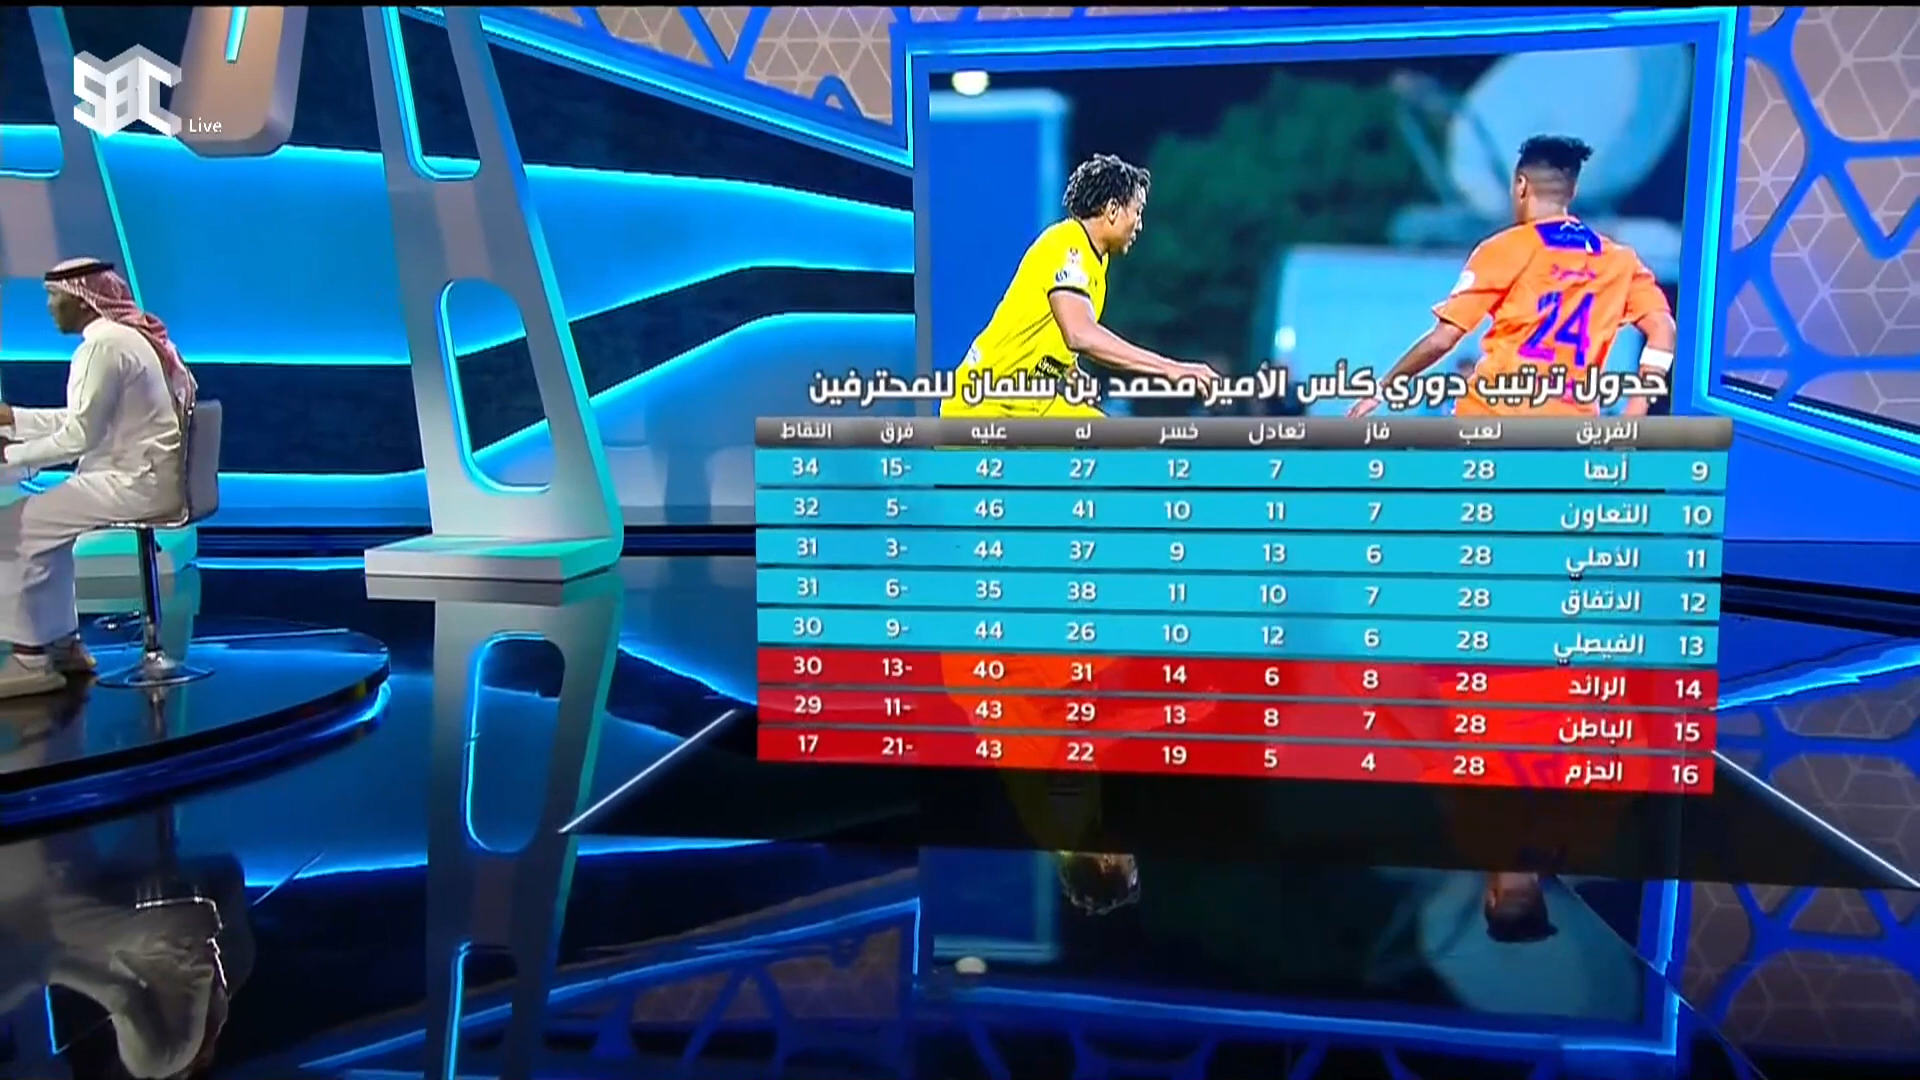 SBC Live
24
جدول ترتيب دوري كأس الأمير محمد بن سلمان للمحترفين
الفريق لعب فاز تعادل خسر له عليه فرق النقاط
9 أبها 28 9 7 12 27 42 -15 34
10 التعاون 28 7 11 10 41 46 -5 32
11 الأهلي 28 6 13 9 37 44 -3 31
12 الاتفاق 28 7 10 11 38 35 -6 31
13 الفيصلي 28 6 12 10 26 44 -9 30
14 الرائد 28 8 6 14 31 40 -13 30
15 الباطن 28 7 8 13 29 43 -11 29
16 الحزم 28 4 5 19 22 43 -21 17